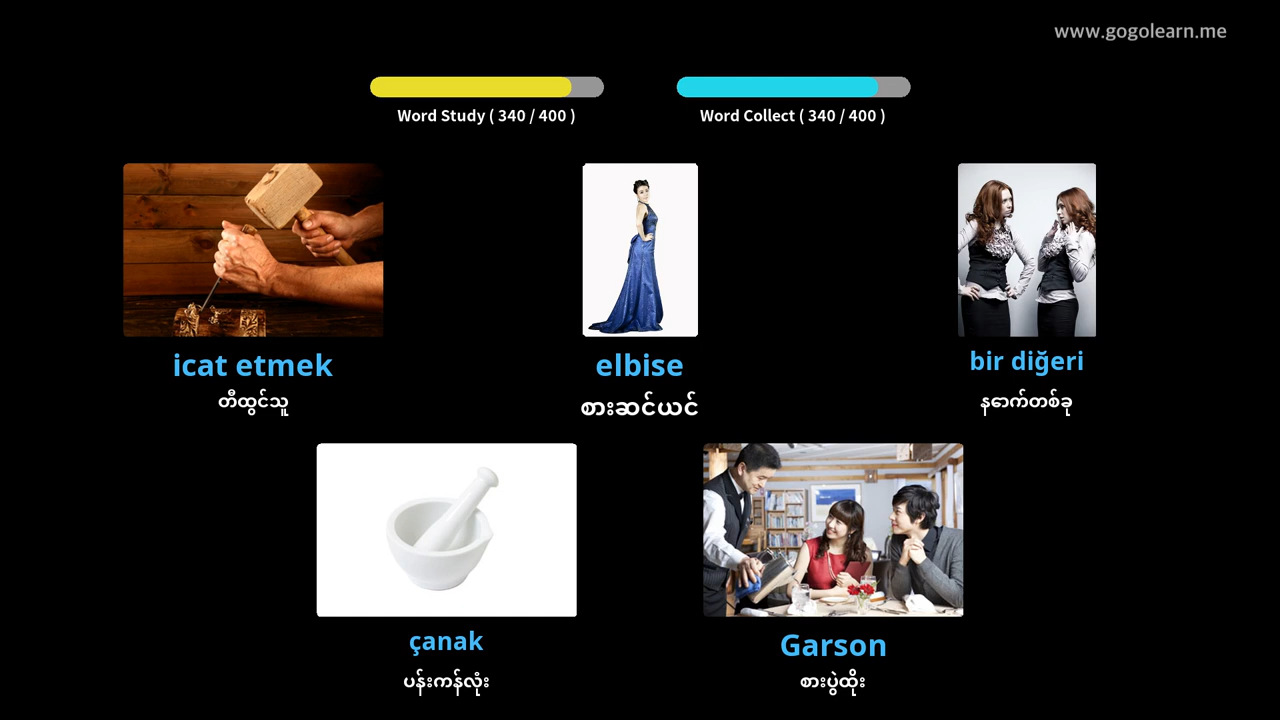 www.gogolearn.me
Word Study ( 340 / 400 )
Word Collect ( 340 / 400 )
icat etmek
တီထွင်သူ
elbise
စားဆင်ယင်
bir diğeri
နောက်တစ်ခု
çanak
ပန်းကန်လုံး
Garson
စားပွဲထိုး